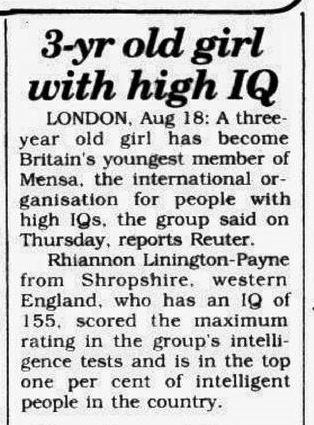 3-yr old girl
with high IQ
LONDON, Aug 18: A three-
year old girl has become
Britain's youngest member of
Mensa, the international or-
ganisation for people with
high IQs, the group said on
Thursday, reports Reuter.
Rhiannon Linington-Payne
from Shropshire, western
England, who has an IQ of
155, scored the maximum
rating in the group's intelli-
gence tests and is in the top
one per cent of intelligent
people in the country.